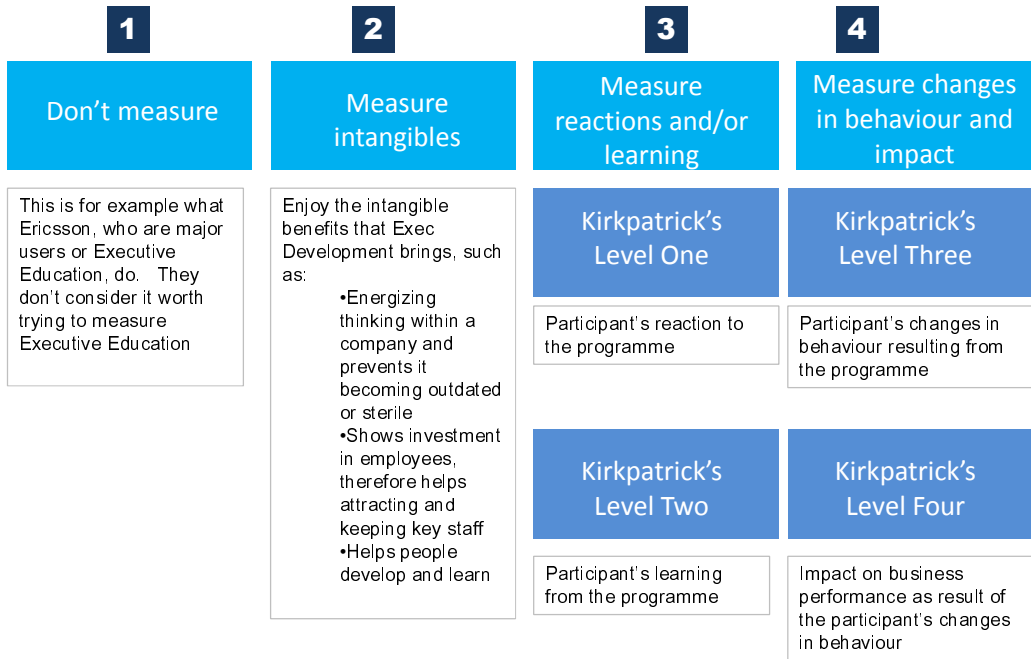 1
Don't measure
This is for example what
Ericsson, who are major
users or Executive
Education, do. They
don't consider it worth
trying to measure
Executive Education
2
Measure
intangibles
Enjoy the intangible
benefits that Exec
Development brings, such
as:
•Energizing
thinking within a
company and
prevents it
becoming outdated
or sterile
•Shows investment
in employees,
therefore helps
attracting and
keeping key staff
•Helps people
develop and learn
3
Measure
reactions and/or
learning
Kirkpatrick's
Level One
Participant's reaction to
the programme
Kirkpatrick's
Level Two
Participant's learning
from the programme
4
Measure changes
in behaviour and
impact
Kirkpatrick's
Level Three
Participant's changes in
behaviour resulting from
the programme
Kirkpatrick's
Level Four
Impact on business
performance as result of
the participant's changes
in behaviour